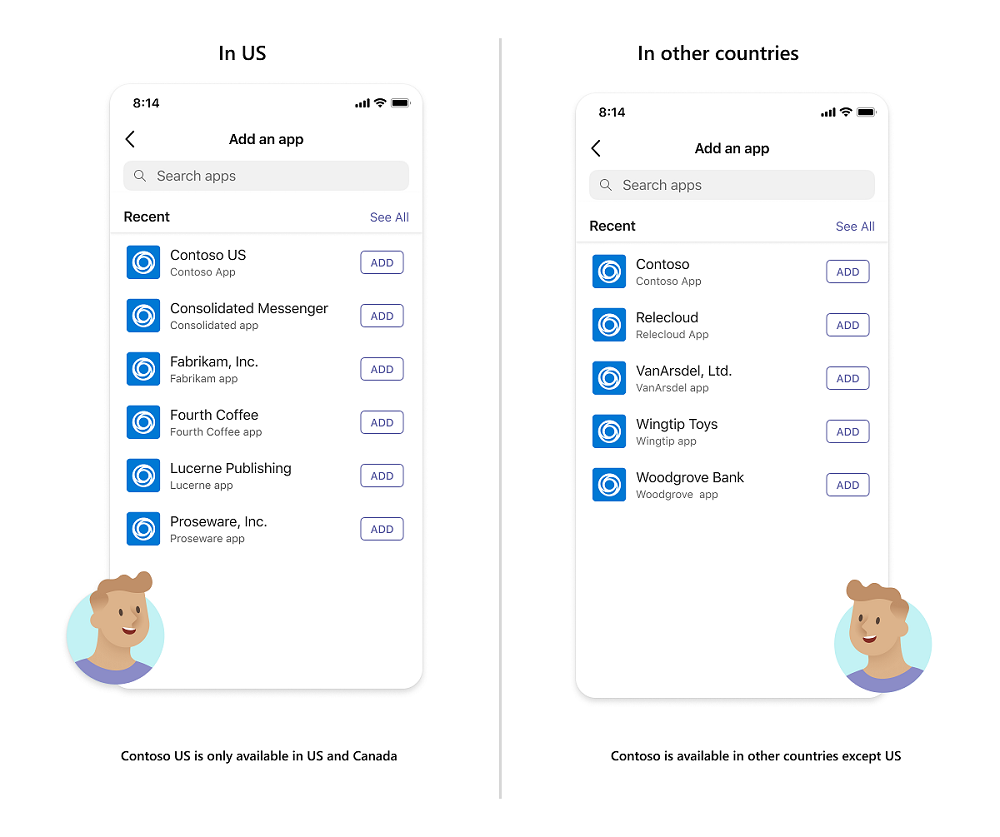 In US
8:14
Add an app
Search apps
Recent See All
Contoso US
Contoso App
ADD
Consolidated Messenger
Consolidated app
ADD
Fabrikam, Inc.
Fabrikam app
ADD
Fourth Coffee
Fourth Coffee app
ADD
Lucerne Publishing
Lucerne app
ADD
Proseware, Inc.
Proseware app
ADD
Contoso US is only available in US and Canada
In other countries
8:14
Add an app
Search apps
Recent See All
Contoso
Contoso App
ADD
Relecloud
Relecloud App
ADD
VanArsdel, Ltd.
VanArsdel app
ADD
Wingtip Toys
Wingtip app
ADD
Woodgrove Bank
Woodgrove app
ADD
Contoso is available in other countries except US